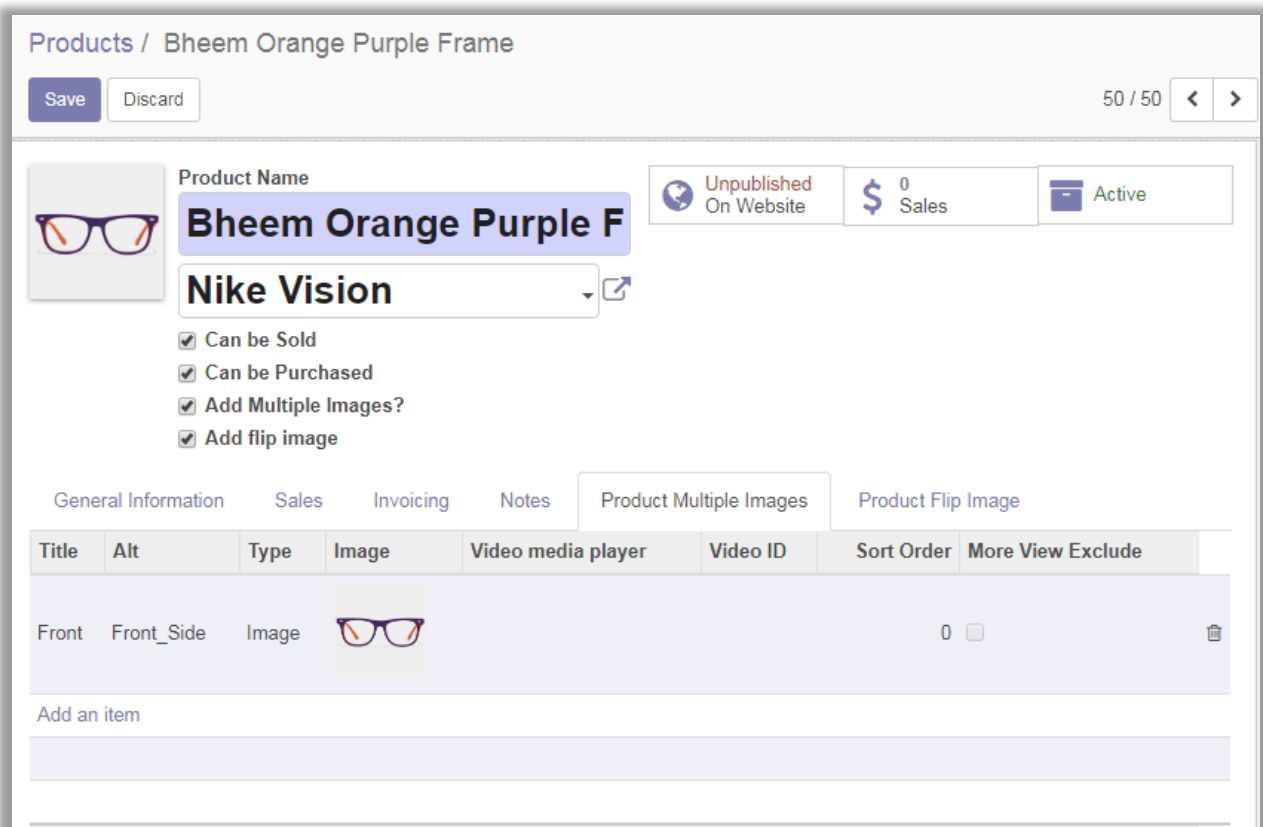 Products / Bheem Orange Purple Frame
Save Discard 50 / 50
Product Name
Bheem Orange Purple F
Nike Vision
Unpublished
On Website
0
Sales
Active
Can be Sold
Can be Purchased
Add Multiple Images?
Add flip image
General Information Sales Invoicing Notes Product Multiple Images Product Flip Image
Title Alt Type Image Video media player Video ID Sort Order More View Exclude
Front Front_Side Image 0
Add an item